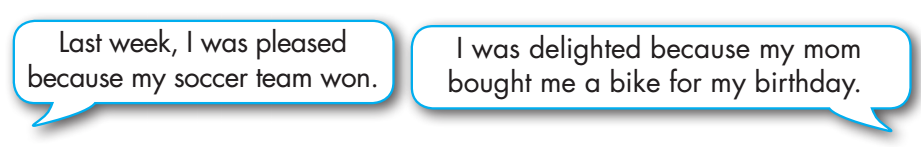 Last week, I was pleased
because my soccer team won.
I was delighted because my mom
bought me a bike for my birthday.